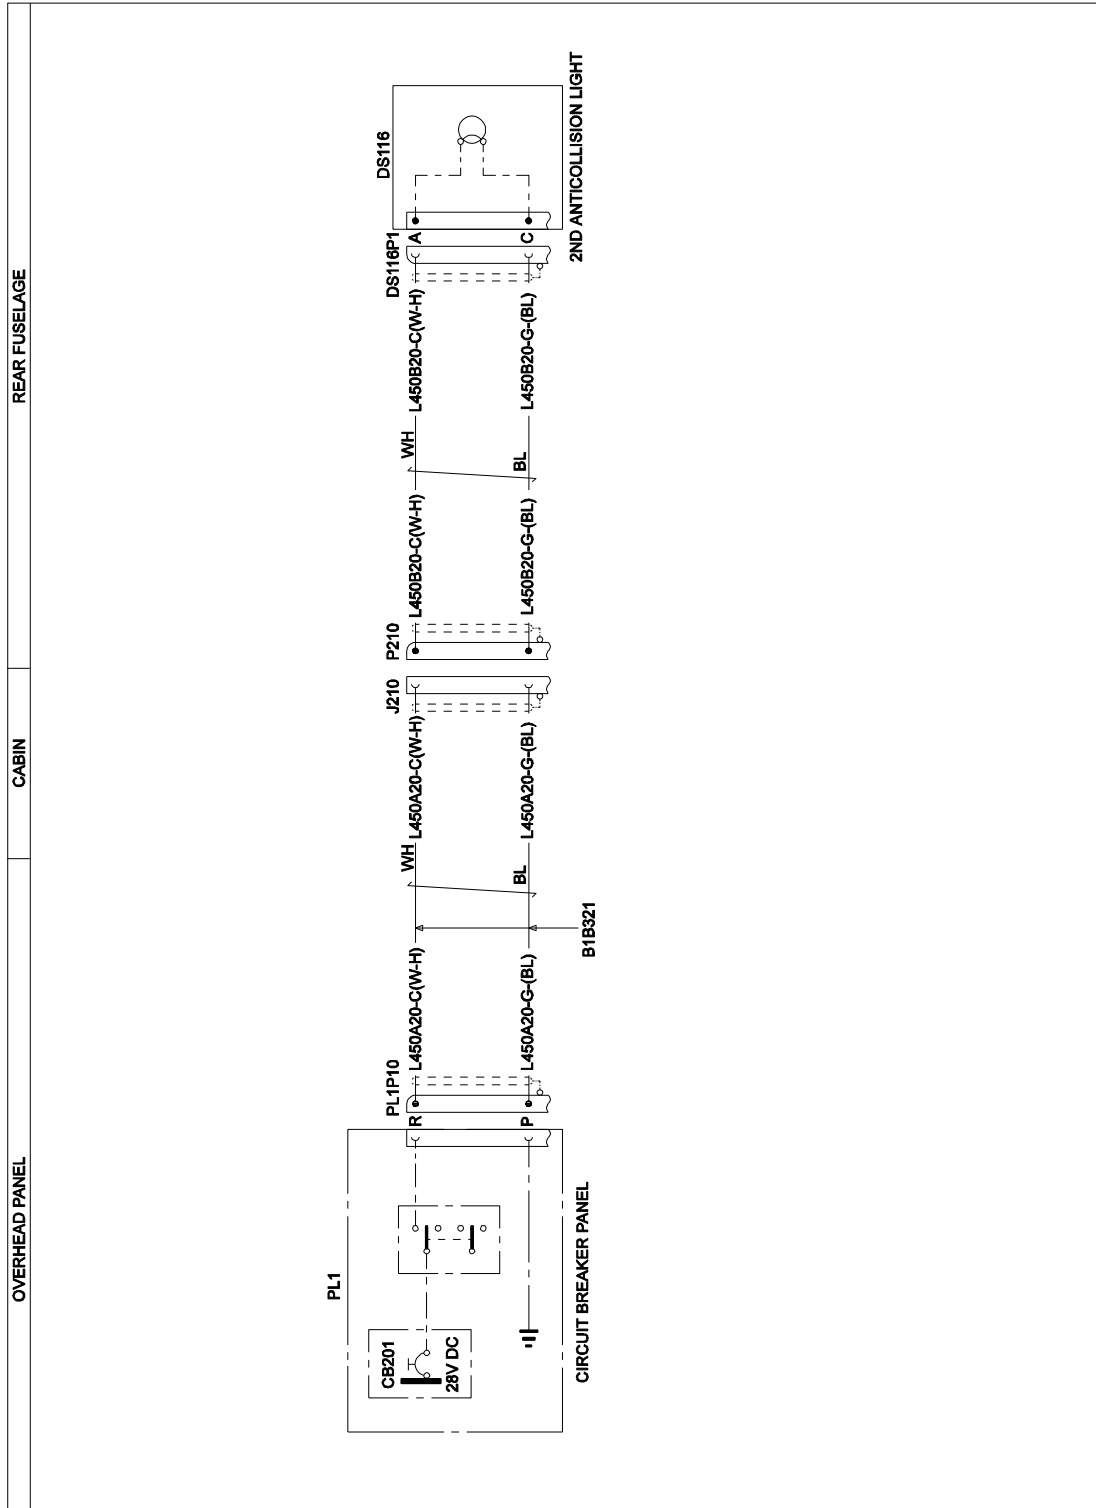 OVERHEAD PANEL
CABIN
REAR FUSELAGE
PL1
CB201
28V DC
CIRCUIT BREAKER PANEL
R
P
PL1P10
L450A20-C(W-H)
L450A20-G-(BL)
B1B321
WH
BL
L450A20-C(W-H)
L450A20-G-(BL)
J210
P210
L450B20-C(W-H)
L450B20-G-(BL)
WH
BL
L450B20-C(W-H)
L450B20-G-(BL)
DS116P1
A
C
DS116
2ND ANTICOLLISION LIGHT